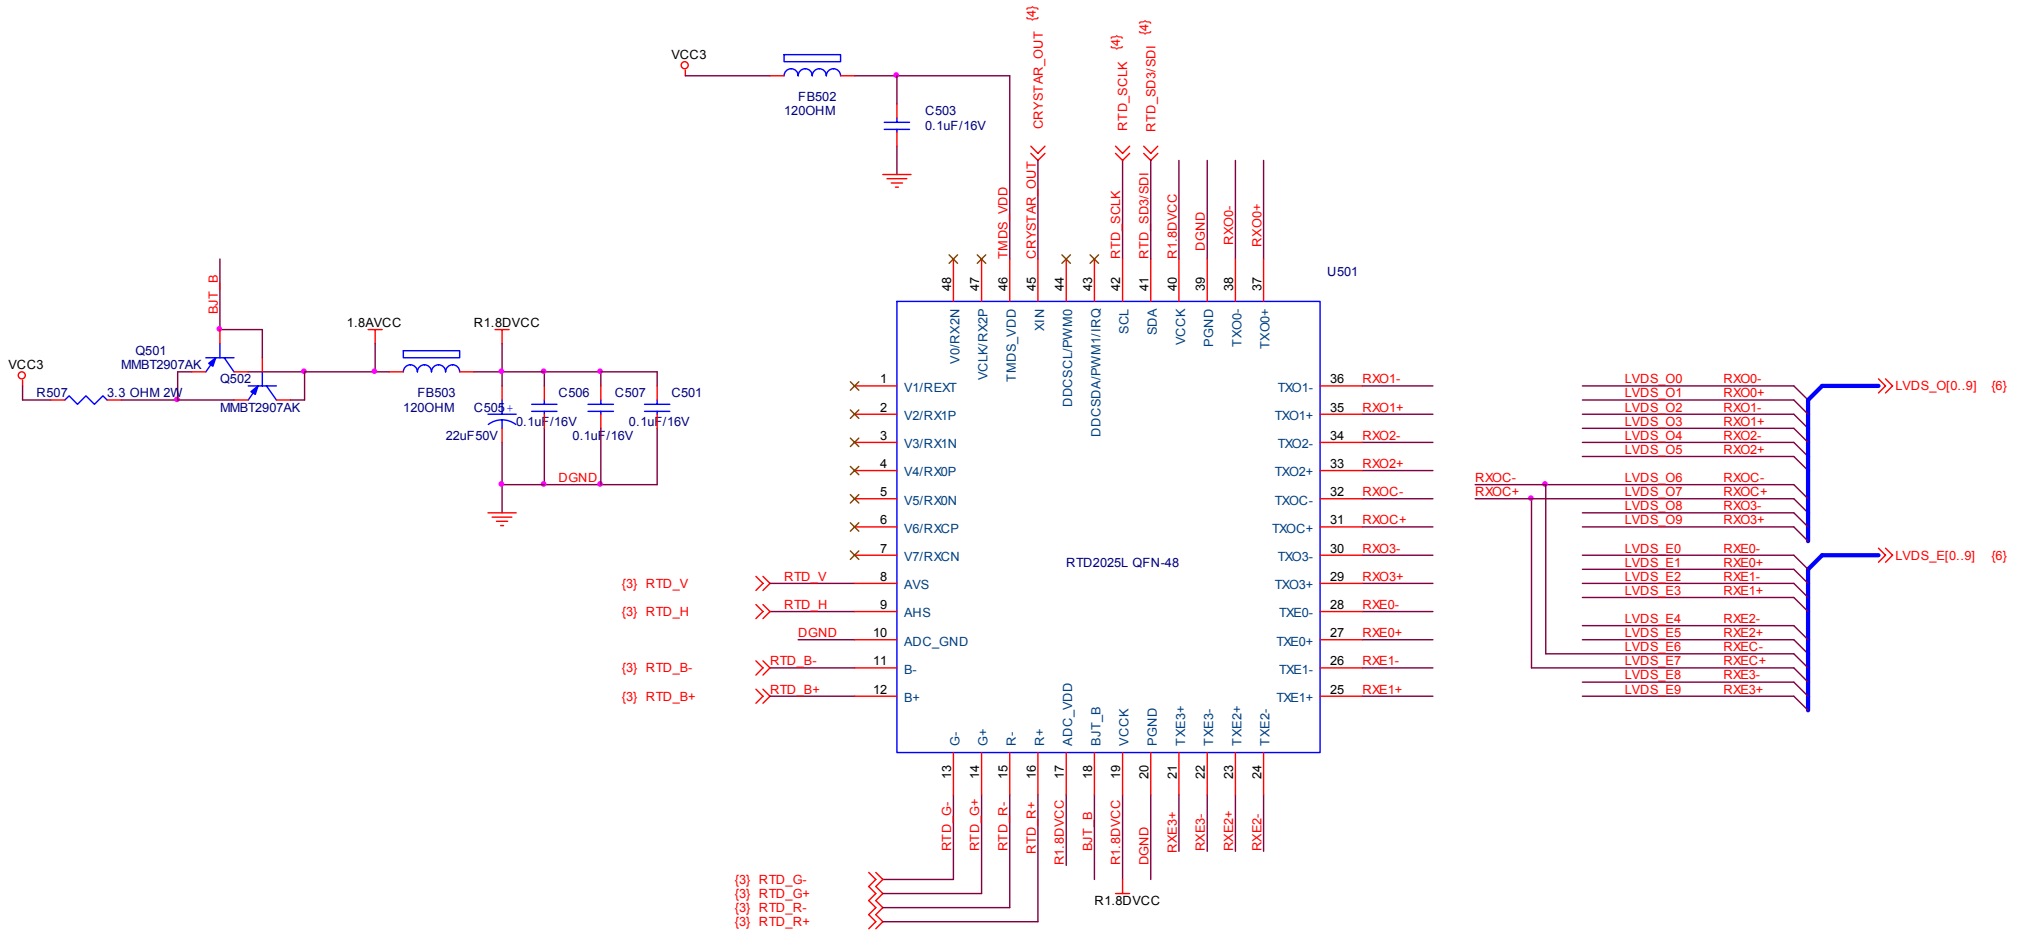 VCC3
FB502
120OHM
C503
0.1uF/16V
TMDS_VDD
CRYSTAR_OUT {4}
CRYSTAR_OUT
RTD_SCLK {4}
RTD_SCLK
RTD_SD3/SDI {4}
RTD_SD3/SDI
R1.8DVCC
DGND
RXO0-
RXO0+
U501
48
47
46
45
44
43
42
41
40
39
38
37
V0/RX2N
VCLK/RX2P
TMDS_VDD
XIN
DDCSCL/PWM0
DDCSDA/PWM1/IRQ
SCL
SDA
VCCK
PGND
TXO0-
TXO0+
BJT_B
Q501
MMBT2907AK
Q502
MMBT2907AK
VCC3
R507
3.3 OHM 2W
1.8AVCC
R1.8DVCC
FB503
120OHM
C505
+
22uF50V
C506
0.1uF/16V
C507
0.1uF/16V
C501
0.1uF/16V
DGND
1 V1/REXT
2 V2/RX1P
3 V3/RX1N
4 V4/RX0P
5 V5/RX0N
6 V6/RXCP
7 V7/RXCN
{3} RTD_V RTD_V 8 AVS
{3} RTD_H RTD_H 9 AHS
DGND 10 ADC_GND
{3} RTD_B- RTD_B- 11 B-
{3} RTD_B+ RTD_B+ 12 B+
RTD2025L QFN-48
TXO1- 36 RXO1-
TXO1+ 35 RXO1+
TXO2- 34 RXO2-
TXO2+ 33 RXO2+
TXOC- 32 RXOC-
TXOC+ 31 RXOC+
TXO3- 30 RXO3-
TXO3+ 29 RXO3+
TXE0- 28 RXE0-
TXE0+ 27 RXE0+
TXE1- 26 RXE1-
TXE1+ 25 RXE1+
G-
G+
R-
R+
ADC_VDD
BJT_B
VCCK
PGND
TXE3+
TXE3-
TXE2+
TXE2-
13
14
15
16
17
18
19
20
21
22
23
24
RTD_G-
RTD_G+
RTD_R-
RTD_R+
R1.8DVCC
BJT_B
R1.8DVCC
DGND
RXE3+
RXE3-
RXE2+
RXE2-
{3} RTD_G-
{3} RTD_G+
{3} RTD_R-
{3} RTD_R+
R1.8DVCC
LVDS_O0 RXO0-
LVDS_O1 RXO0+
LVDS_O2 RXO1-
LVDS_O3 RXO1+
LVDS_O4 RXO2-
LVDS_O5 RXO2+
RXOC- LVDS_O6 RXOC-
RXOC+ LVDS_O7 RXOC+
LVDS_O8 RXO3-
LVDS_O9 RXO3+
LVDS_O[0..9] {6}
LVDS_E0 RXE0-
LVDS_E1 RXE0+
LVDS_E2 RXE1-
LVDS_E3 RXE1+
LVDS_E4 RXE2-
LVDS_E5 RXE2+
LVDS_E6 RXEC-
LVDS_E7 RXEC+
LVDS_E8 RXE3-
LVDS_E9 RXE3+
LVDS_E[0..9] {6}